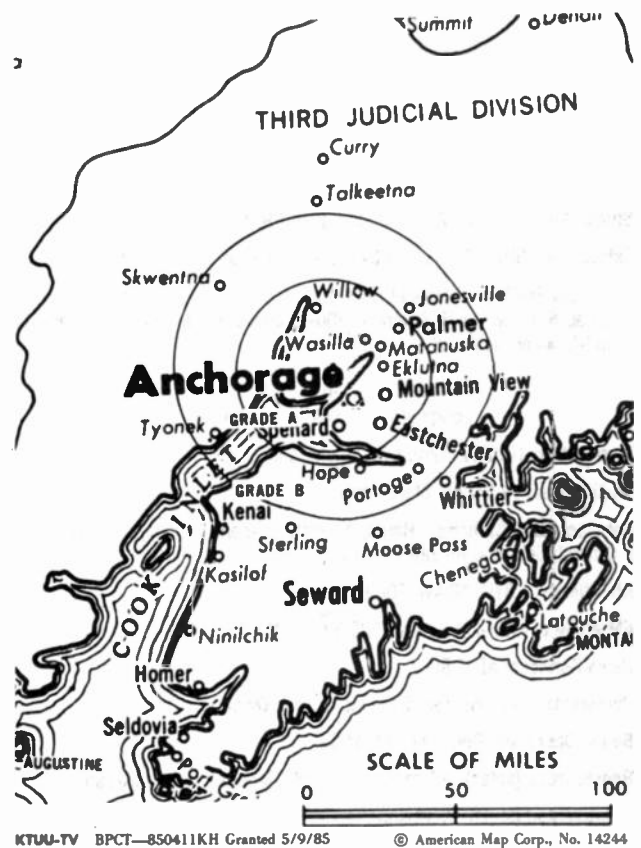 Summit
Denali
THIRD JUDICIAL DIVISION
Curry
Talkeetna
Skwentna
Willow
Jonesville
Palmer
Wasilla
Matanuska
Eklutna
Anchorage
Mountain View
GRADE A
Tyonek
Spenard
Eastchester
Hope
Portage
GRADE B
Whittier
Kenai
Sterling
Moose Pass
Chenega
Kasilof
COOK INLET
Seward
Latouche
MONTA
Ninilchik
Homer
Seldovia
AUGUSTINE
Port
SCALE OF MILES
0 50 100
KTUU-TV BPCT—850411KH Granted 5/9/85 © American Map Corp., No. 14244